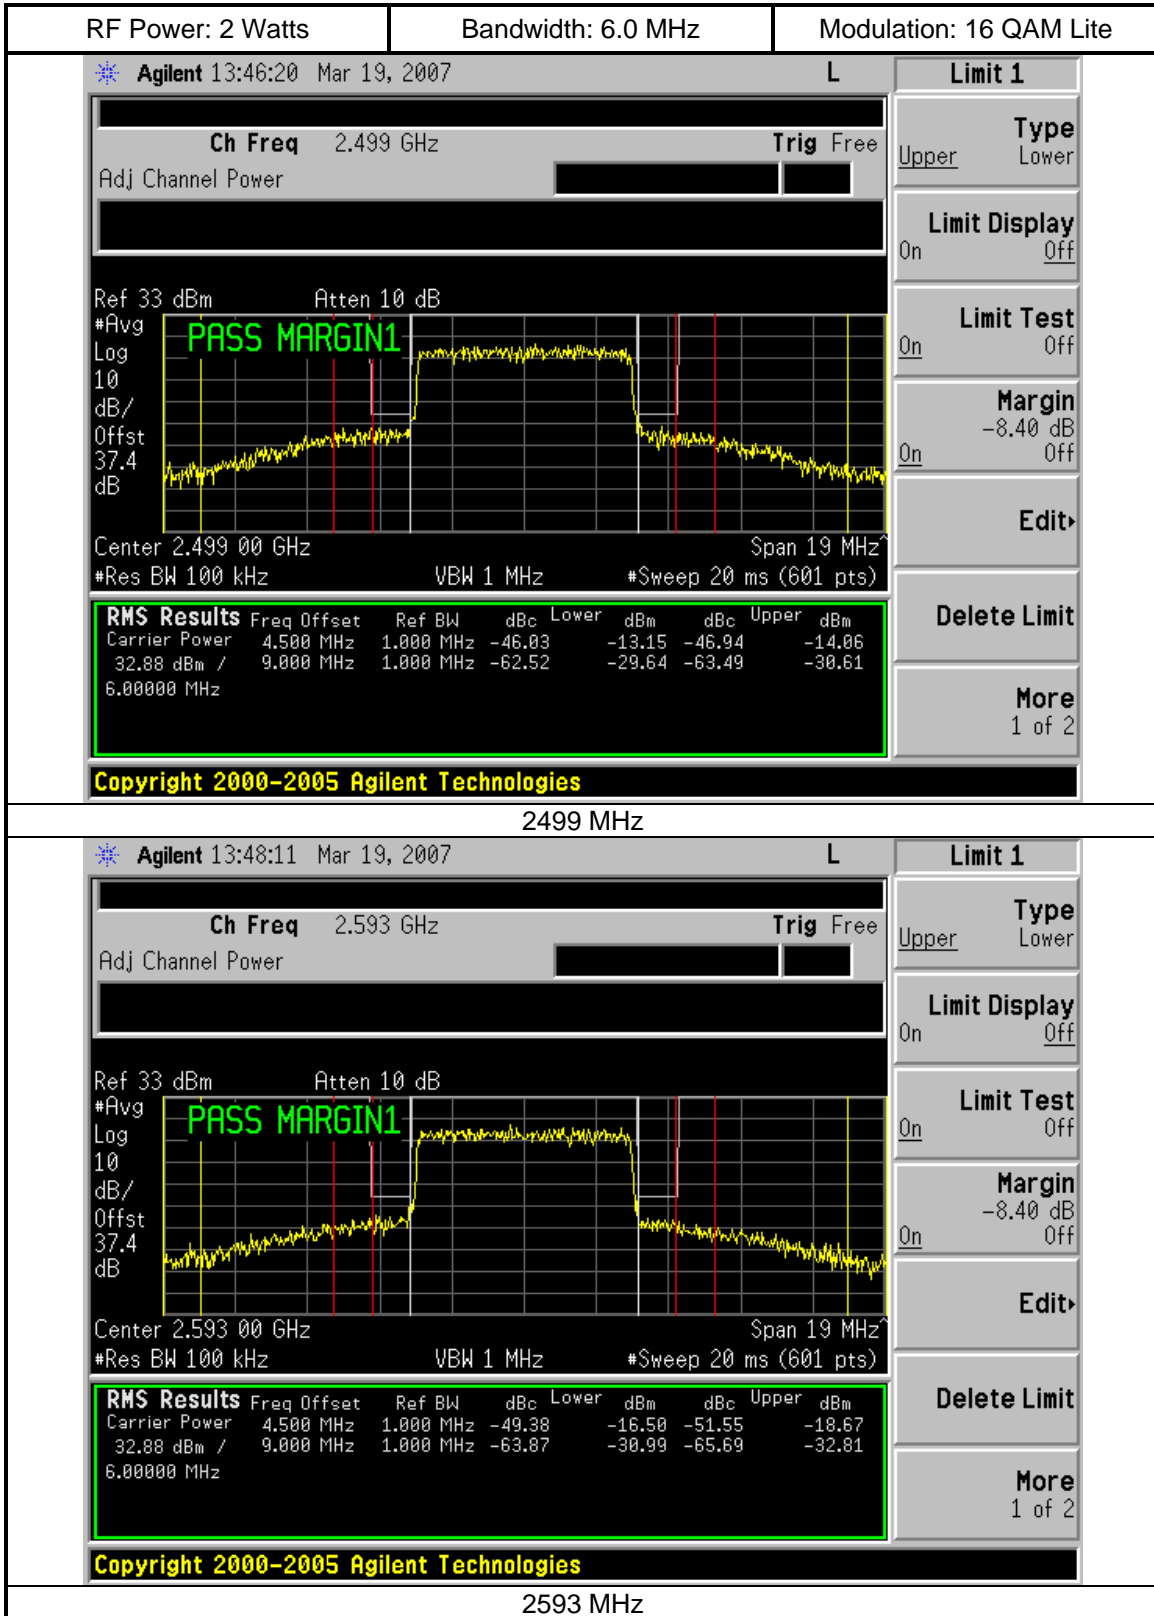 RF Power: 2 Watts Bandwidth: 6.0 MHz Modulation: 16 QAM Lite
Agilent 13:46:20 Mar 19, 2007 L Limit 1
Ch Freq 2.499 GHz Trig Free
Adj Channel Power
Type
Upper Lower
Limit Display
On Off
Limit Test
On Off
Margin
-8.40 dB
On Off
Edit
Delete Limit
More
1 of 2
Ref 33 dBm Atten 10 dB
#Avg
Log
10
dB/
Offst
37.4
dB
PASS MARGIN1
Center 2.499 00 GHz Span 19 MHz^
#Res BW 100 kHz VBW 1 MHz #Sweep 20 ms (601 pts)
RMS Results Freq Offset Ref BW dBc Lower dBm dBc Upper dBm
Carrier Power 4.500 MHz 1.000 MHz -46.03 -13.15 -46.94 -14.06
32.88 dBm / 9.000 MHz 1.000 MHz -62.52 -29.64 -63.49 -30.61
6.00000 MHz
Copyright 2000-2005 Agilent Technologies
2499 MHz
Agilent 13:48:11 Mar 19, 2007 L Limit 1
Ch Freq 2.593 GHz Trig Free
Adj Channel Power
Type
Upper Lower
Limit Display
On Off
Limit Test
On Off
Margin
-8.40 dB
On Off
Edit
Delete Limit
More
1 of 2
Ref 33 dBm Atten 10 dB
#Avg
Log
10
dB/
Offst
37.4
dB
PASS MARGIN1
Center 2.593 00 GHz Span 19 MHz^
#Res BW 100 kHz VBW 1 MHz #Sweep 20 ms (601 pts)
RMS Results Freq Offset Ref BW dBc Lower dBm dBc Upper dBm
Carrier Power 4.500 MHz 1.000 MHz -49.38 -16.50 -51.55 -18.67
32.88 dBm / 9.000 MHz 1.000 MHz -63.87 -30.99 -65.69 -32.81
6.00000 MHz
Copyright 2000-2005 Agilent Technologies
2593 MHz